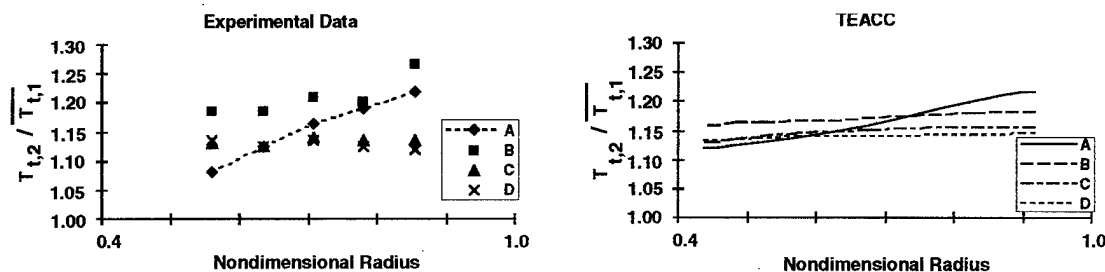 Experimental Data
1.30
1.25
1.20
1.15
1.10
1.05
1.00
T t,2 / T t,1
0.4
1.0
Nondimensional Radius
A
B
C
D
TEACC
1.30
1.25
1.20
1.15
1.10
1.05
1.00
T t,2 / T t,1
0.4
1.0
Nondimensional Radius
A
B
C
D